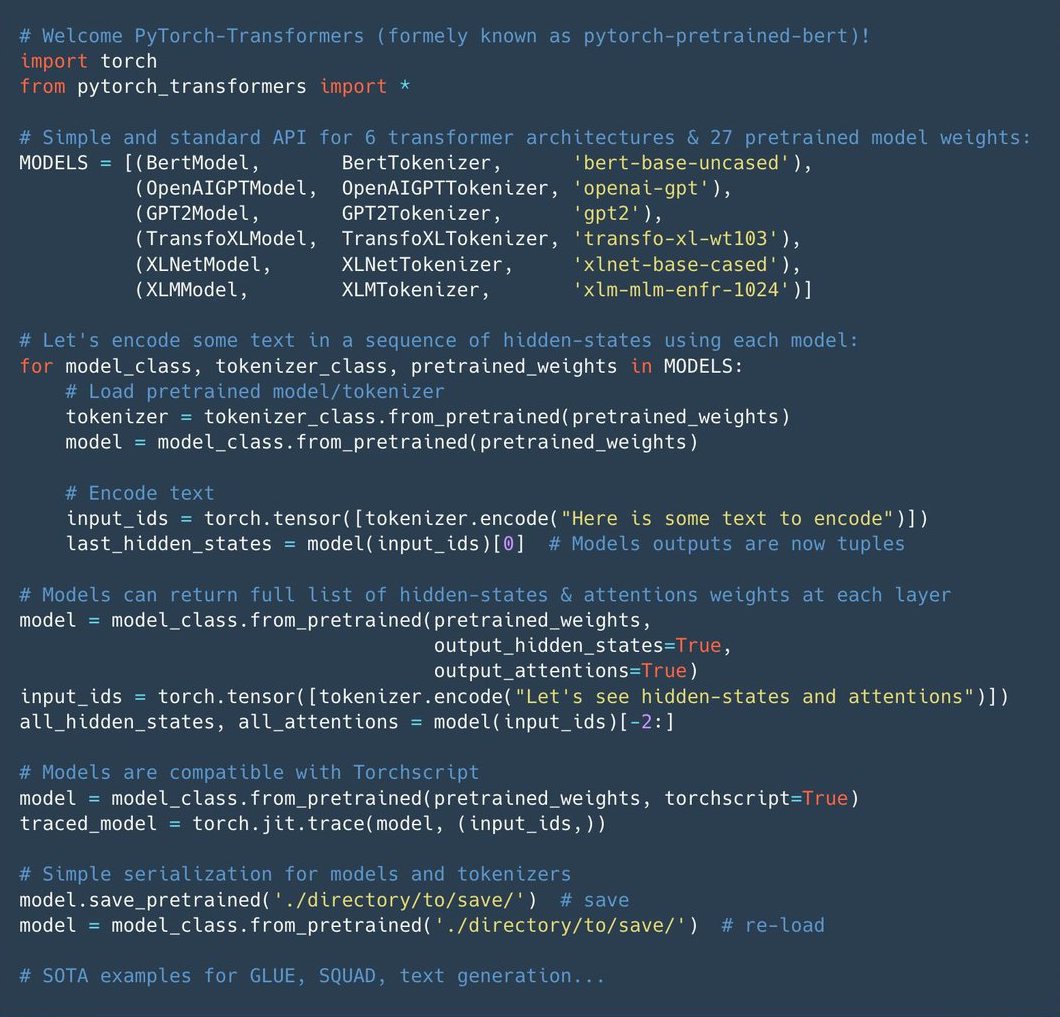 # Welcome PyTorch-Transformers (formely known as pytorch-pretrained-bert)!
import torch
from pytorch_transformers import *

# Simple and standard API for 6 transformer architectures & 27 pretrained model weights:
MODELS = [(BertModel,       BertTokenizer,      'bert-base-uncased'),
          (OpenAIGPTModel,  OpenAIGPTTokenizer, 'openai-gpt'),
          (GPT2Model,       GPT2Tokenizer,      'gpt2'),
          (TransfoXLModel,  TransfoXLTokenizer, 'transfo-xl-wt103'),
          (XLNetModel,      XLNetTokenizer,     'xlnet-base-cased'),
          (XLMModel,        XLMTokenizer,       'xlm-mlm-enfr-1024')]

# Let's encode some text in a sequence of hidden-states using each model:
for model_class, tokenizer_class, pretrained_weights in MODELS:
    # Load pretrained model/tokenizer
    tokenizer = tokenizer_class.from_pretrained(pretrained_weights)
    model = model_class.from_pretrained(pretrained_weights)

    # Encode text
    input_ids = torch.tensor([tokenizer.encode("Here is some text to encode")])
    last_hidden_states = model(input_ids)[0]  # Models outputs are now tuples

# Models can return full list of hidden-states & attentions weights at each layer
model = model_class.from_pretrained(pretrained_weights,
                                    output_hidden_states=True,
                                    output_attentions=True)
input_ids = torch.tensor([tokenizer.encode("Let's see hidden-states and attentions")])
all_hidden_states, all_attentions = model(input_ids)[-2:]

# Models are compatible with Torchscript
model = model_class.from_pretrained(pretrained_weights, torchscript=True)
traced_model = torch.jit.trace(model, (input_ids,))

# Simple serialization for models and tokenizers
model.save_pretrained('./directory/to/save/')  # save
model = model_class.from_pretrained('./directory/to/save/')  # re-load

# SOTA examples for GLUE, SQUAD, text generation...